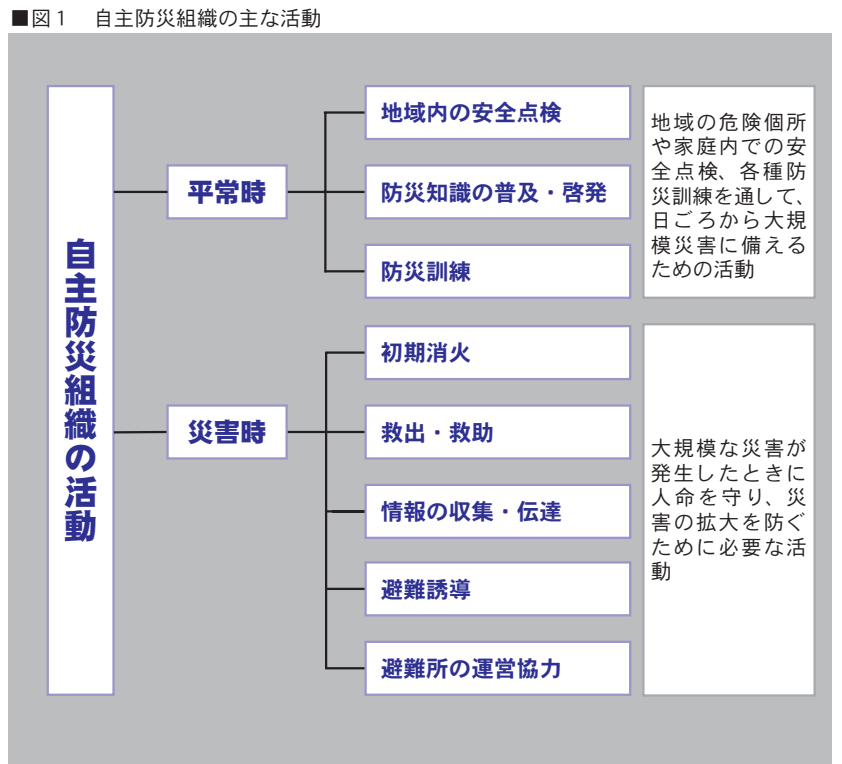 ■図1 自主防災組織の主な活動
自主防災組織の活動
平常時
地域内の安全点検
防災知識の普及・啓発
防災訓練
地域の危険個所
や家庭内での安
全点検、各種防
災訓練を通して、
日ごろから大規
模災害に備える
ための活動
災害時
初期消火
救出・救助
情報の収集・伝達
避難誘導
避難所の運営協力
大規模な災害が
発生したときに
人命を守り、災
害の拡大を防ぐ
ために必要な活
動